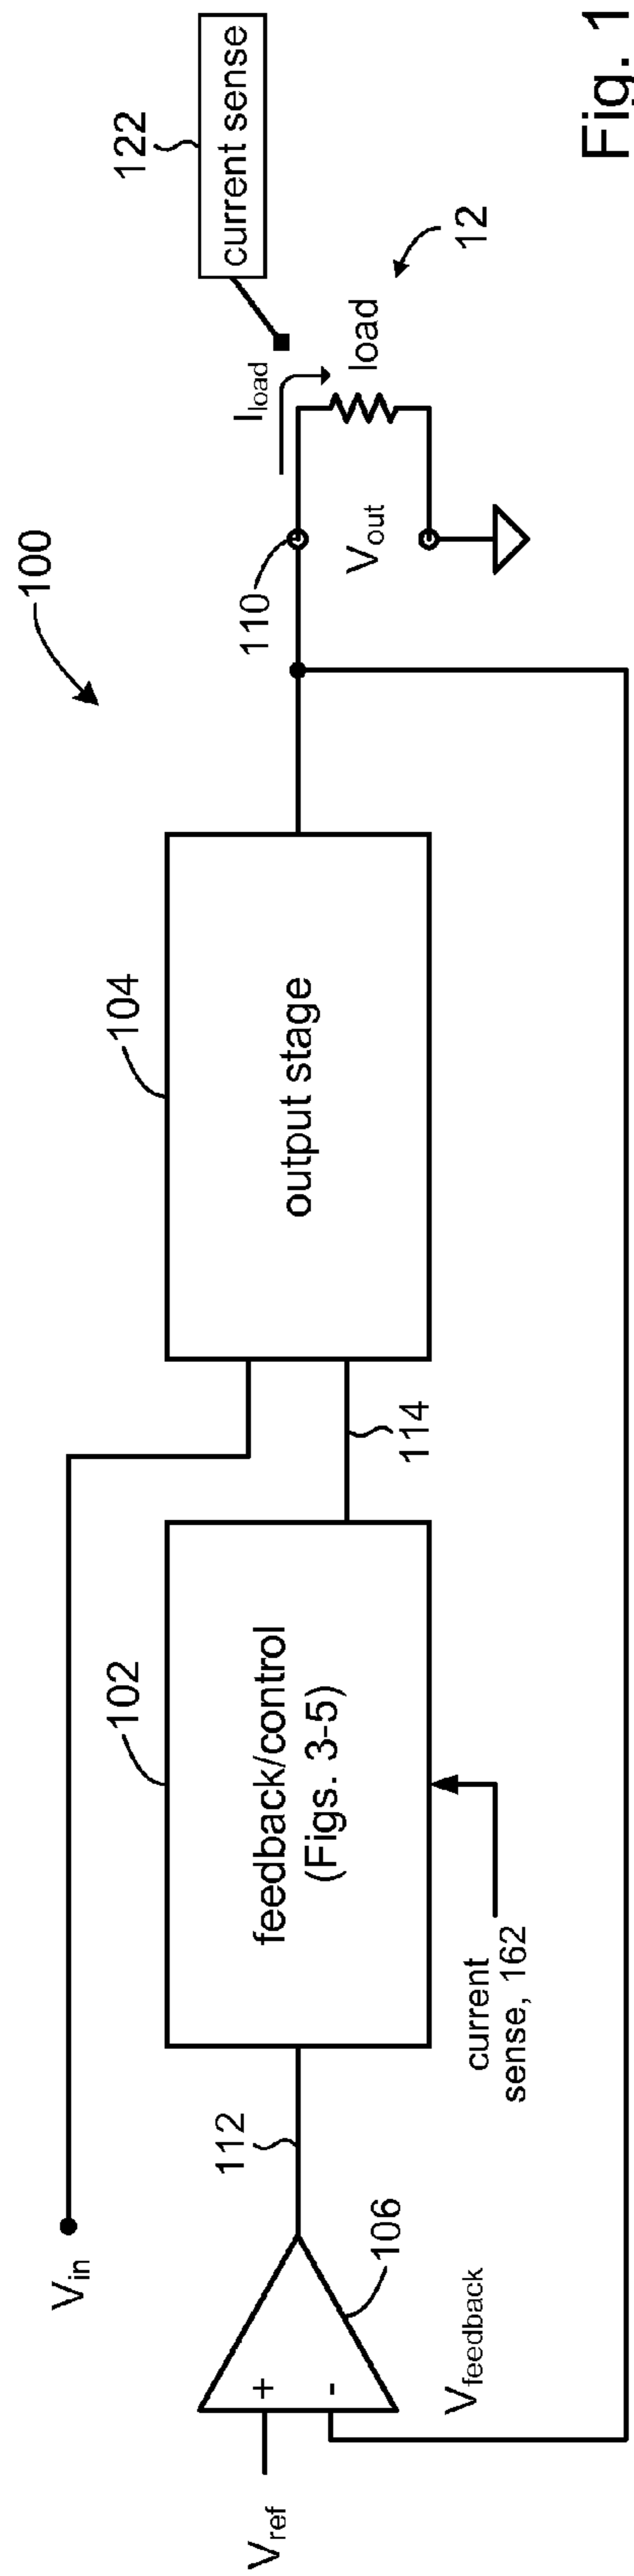 100
122
current sense
V_in
102
104
I_load
110
V_ref
+
-
106
112
feedback/control
(Figs. 3-5)
114
output stage
V_out
load
12
V_feedback
current
sense, 162
Fig. 1